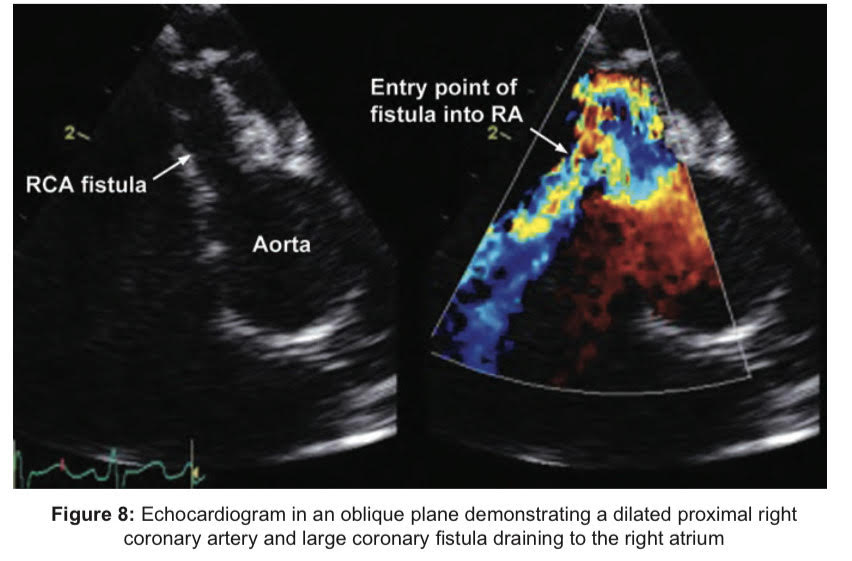 2
RCA fistula
Aorta
Entry point of
fistula into RA
2
Figure 8: Echocardiogram in an oblique plane demonstrating a dilated proximal right
coronary artery and large coronary fistula draining to the right atrium